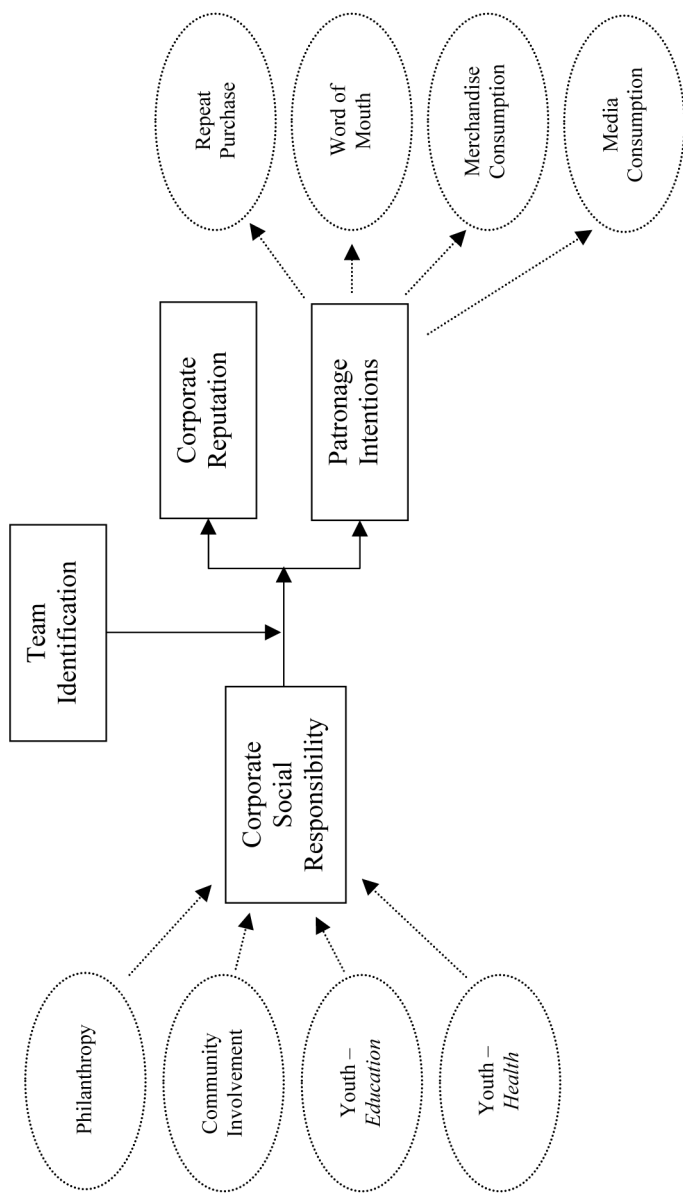 Philanthropy
Community
Involvement
Youth –
Education
Youth –
Health
Corporate
Social
Responsibility
Team
Identification
Corporate
Reputation
Patronage
Intentions
Repeat
Purchase
Word of
Mouth
Merchandise
Consumption
Media
Consumption